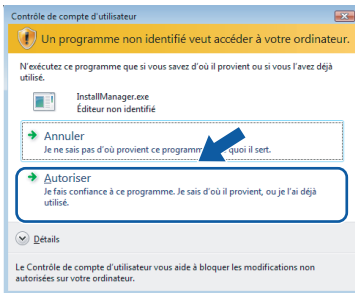 Contrôle de compte d'utilisateur
Un programme non identifié veut accéder à votre ordinateur.
N'exécutez ce programme que si vous savez d'où il provient ou si vous l'avez déjà
utilisé.
InstallManager.exe
Éditeur non identifié
Annuler
Je ne sais pas d'où provient ce programme quoi il sert.
Autoriser
Je fais confiance à ce programme. Je sais d'où il provient, ou je l'ai déjà
utilisé.
Détails
Le Contrôle de compte d'utilisateur vous aide à bloquer les modifications non
autorisées sur votre ordinateur.